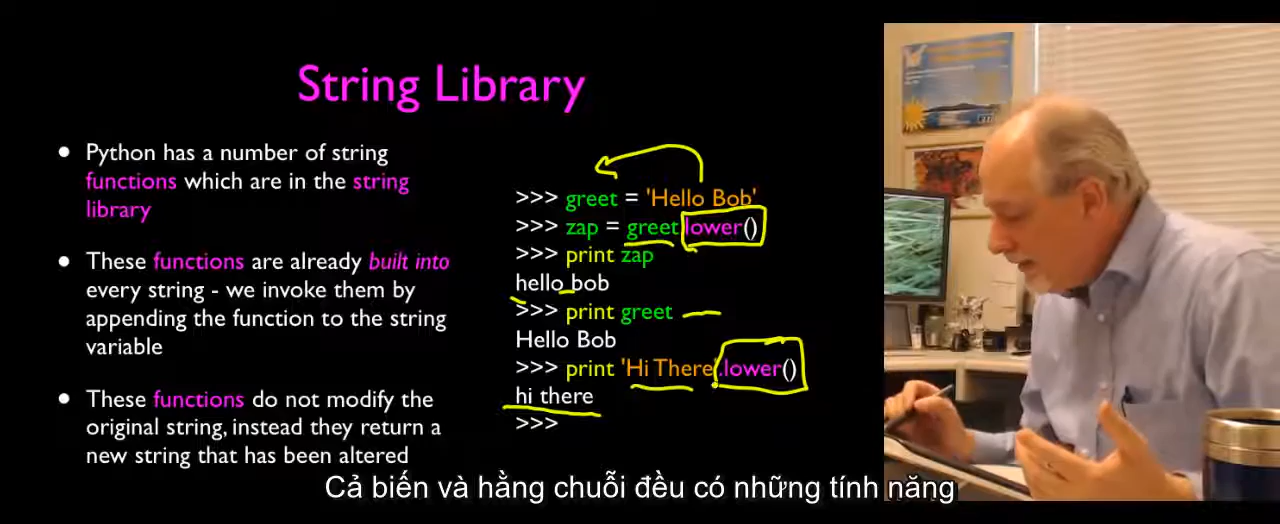 String Library
• Python has a number of string
functions which are in the string
library
• These functions are already built into
every string - we invoke them by
appending the function to the string
variable
• These functions do not modify the
original string, instead they return a
new string that has been altered
>>> greet = 'Hello Bob'
>>> zap = greet.lower()
>>> print zap
hello bob
>>> print greet
Hello Bob
>>> print 'Hi There'.lower()
hi there
>>>
Cả biến và hằng chuỗi đều có những tính năng